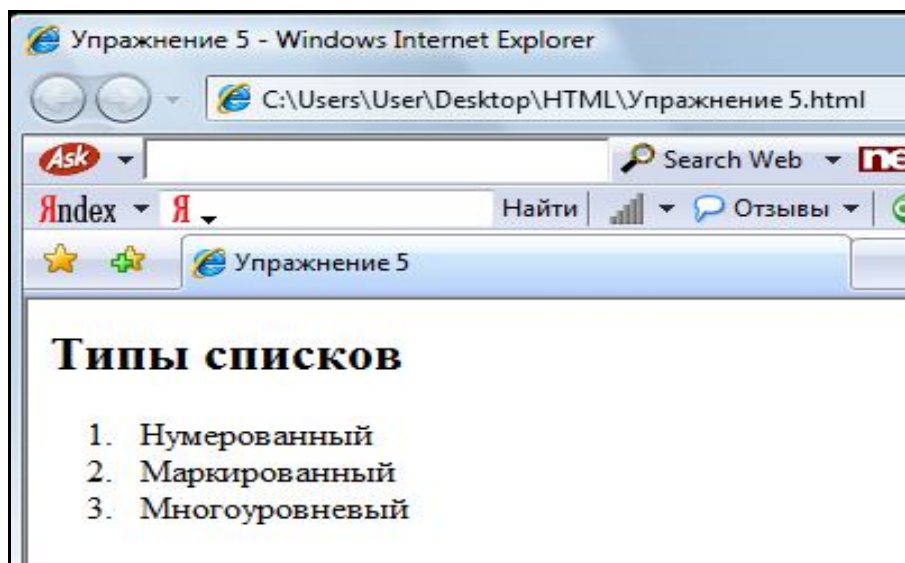 Упражнение 5 - Windows Internet Explorer
C:\Users\User\Desktop\HTML\Упражнение 5.html
Ask Search Web
Яndex Я Найти Отзывы
Упражнение 5
Типы списков
1. Нумерованный
2. Маркированный
3. Многоуровневый